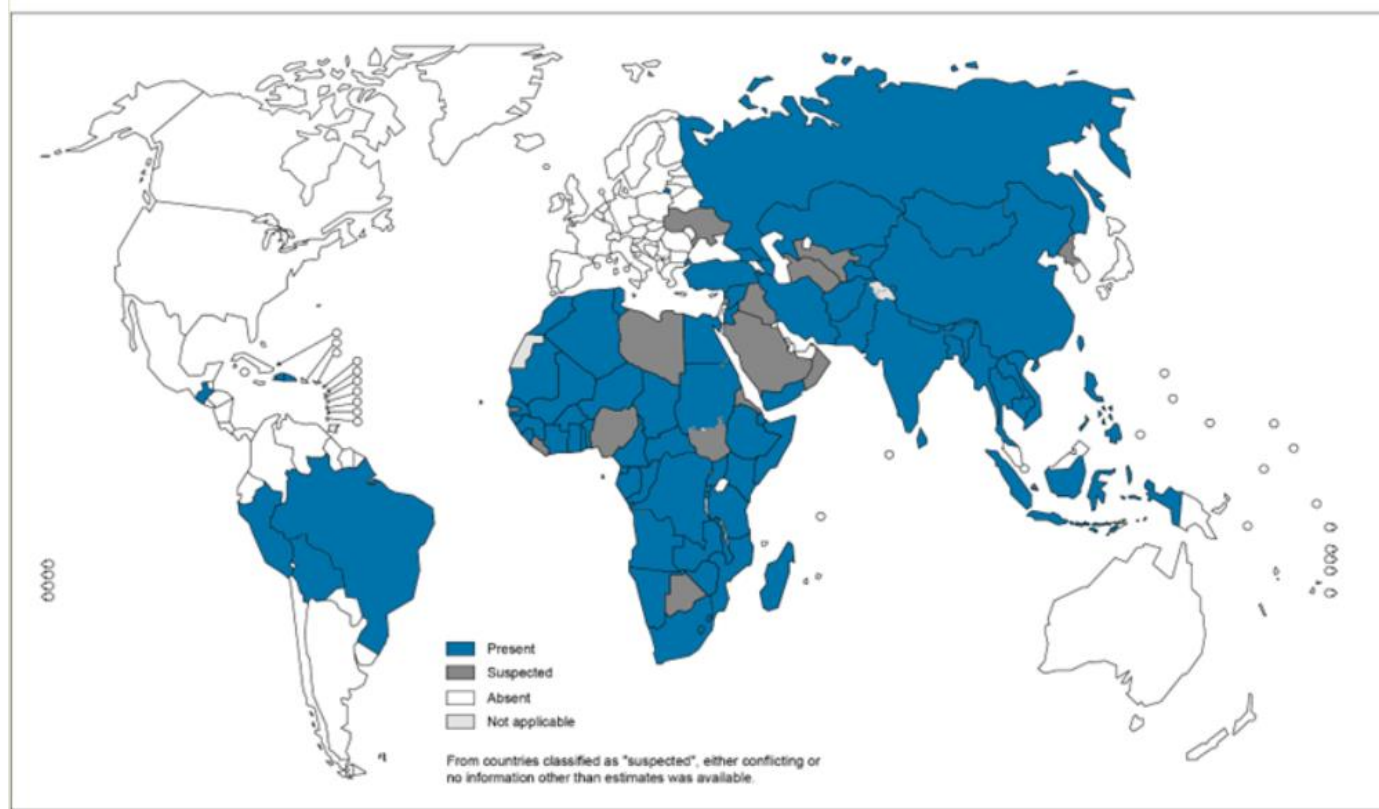 Present
Suspected
Absent
Not applicable
From countries classified as "suspected", either conflicting or
no information other than estimates was available.